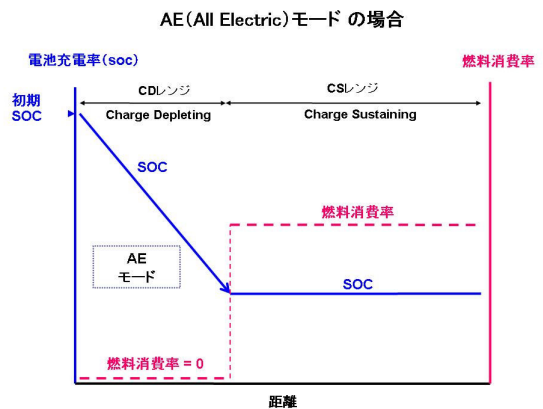 AE(All Electric)モード の場合
電池充電率(soc)
燃料消費率
CDレンジ
CSレンジ
初期
SOC
Charge Depleting
Charge Sustaining
SOC
燃料消費率
AE
モード
SOC
燃料消費率 = 0
距離